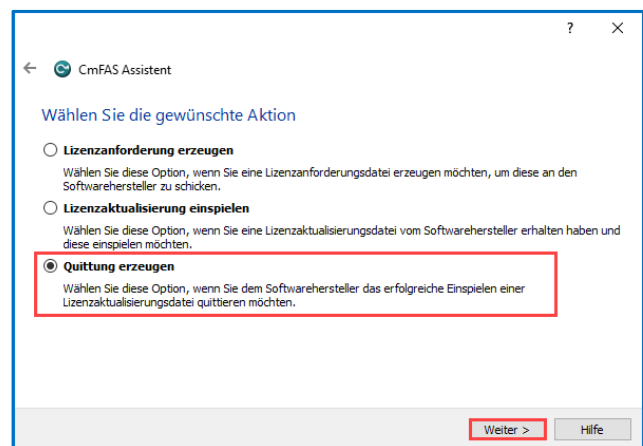 ?
CmFAS Assistent
Wählen Sie die gewünschte Aktion
Lizenzanforderung erzeugen
Wählen Sie diese Option, wenn Sie eine Lizenzanforderungsdatei erzeugen möchten, um diese an den
Softwarehersteller zu schicken.
Lizenzaktualisierung einspielen
Wählen Sie diese Option, wenn Sie eine Lizenzaktualisierungsdatei vom Softwarehersteller erhalten haben und
diese einspielen möchten.
Quittung erzeugen
Wählen Sie diese Option, wenn Sie dem Softwarehersteller das erfolgreiche Einspielen einer
Lizenzaktualisierungsdatei quittieren möchten.
Weiter > Hilfe